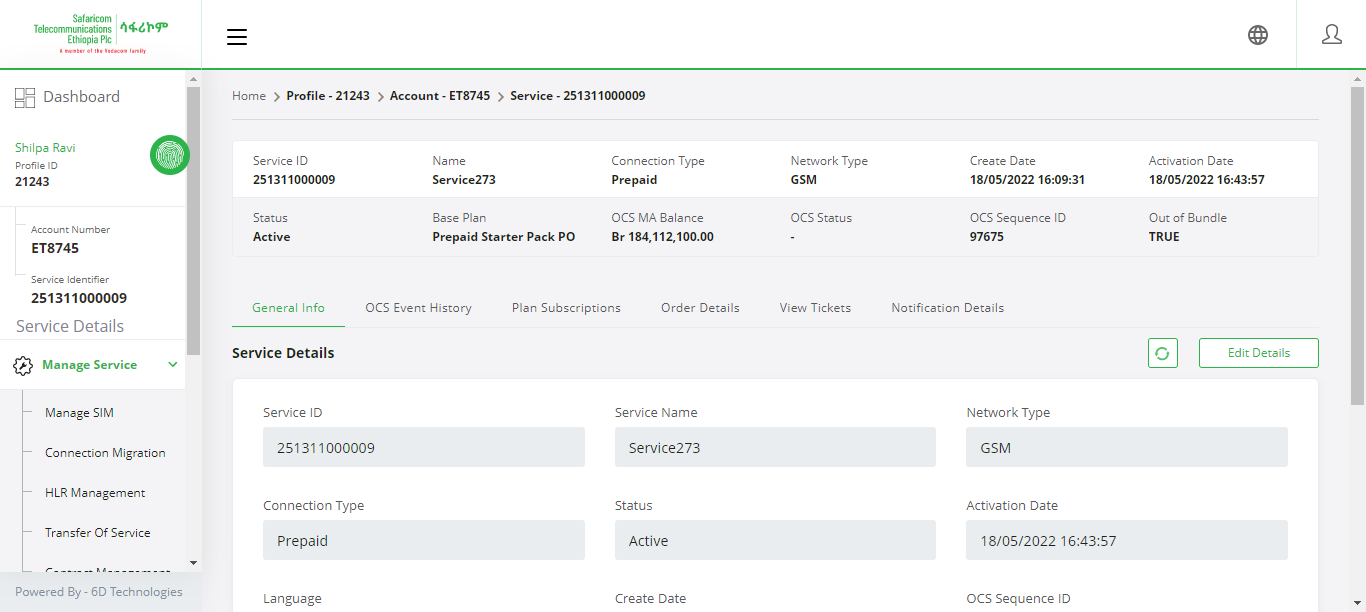 Safaricom
Telecommunications
Ethiopia Plc
ሳፋሪኮም
A member of the Vodacom family
Dashboard
Shilpa Ravi
Profile ID
21243
Account Number
ET8745
Service Identifier
251311000009
Service Details
Manage Service
Manage SIM
Connection Migration
HLR Management
Transfer Of Service
Contract Management
Powered By - 6D Technologies
Home > Profile - 21243 > Account - ET8745 > Service - 251311000009
Service ID Name Connection Type Network Type Create Date Activation Date
251311000009 Service273 Prepaid GSM 18/05/2022 16:09:31 18/05/2022 16:43:57
Status Base Plan OCS MA Balance OCS Status OCS Sequence ID Out of Bundle
Active Prepaid Starter Pack PO Br 184,112,100.00 - 97675 TRUE
General Info OCS Event History Plan Subscriptions Order Details View Tickets Notification Details
Service Details Edit Details
Service ID Service Name Network Type
251311000009 Service273 GSM
Connection Type Status Activation Date
Prepaid Active 18/05/2022 16:43:57
Language Create Date OCS Sequence ID